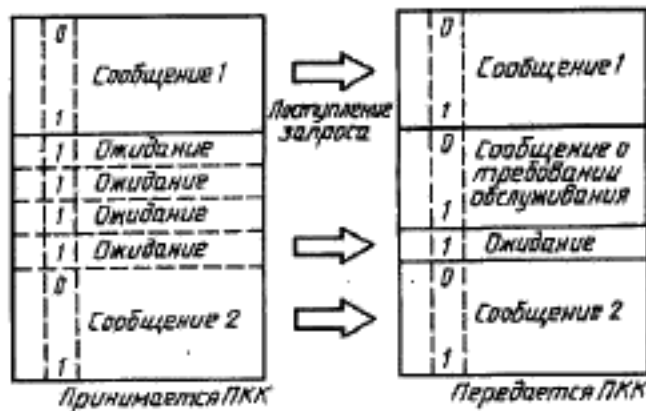 0
Сообщение 1
1
1 Ожидание
1 Ожидание
1 Ожидание
1 Ожидание
0
Сообщение 2
1
Принимается ПКК
Поступление
запроса
0
Сообщение 1
1
0
Сообщение о
требовании
обслуживания
1
1 Ожидание
0
Сообщение 2
1
Передается ПКК